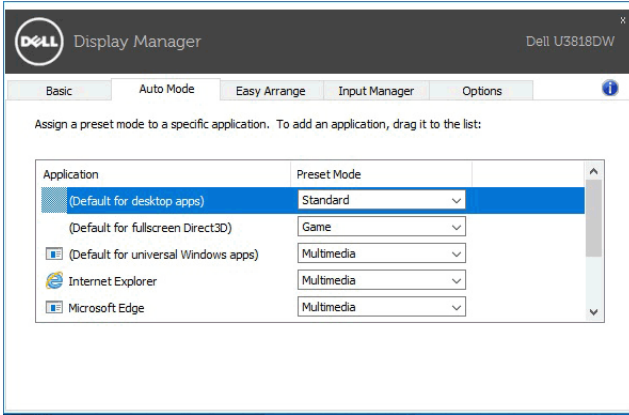 DELL Display Manager
x
Dell U3818DW
Basic Auto Mode Easy Arrange Input Manager Options
Assign a preset mode to a specific application. To add an application, drag it to the list:
Application Preset Mode
(Default for desktop apps) Standard
(Default for fullscreen Direct3D) Game
(Default for universal Windows apps) Multimedia
Internet Explorer Multimedia
Microsoft Edge Multimedia